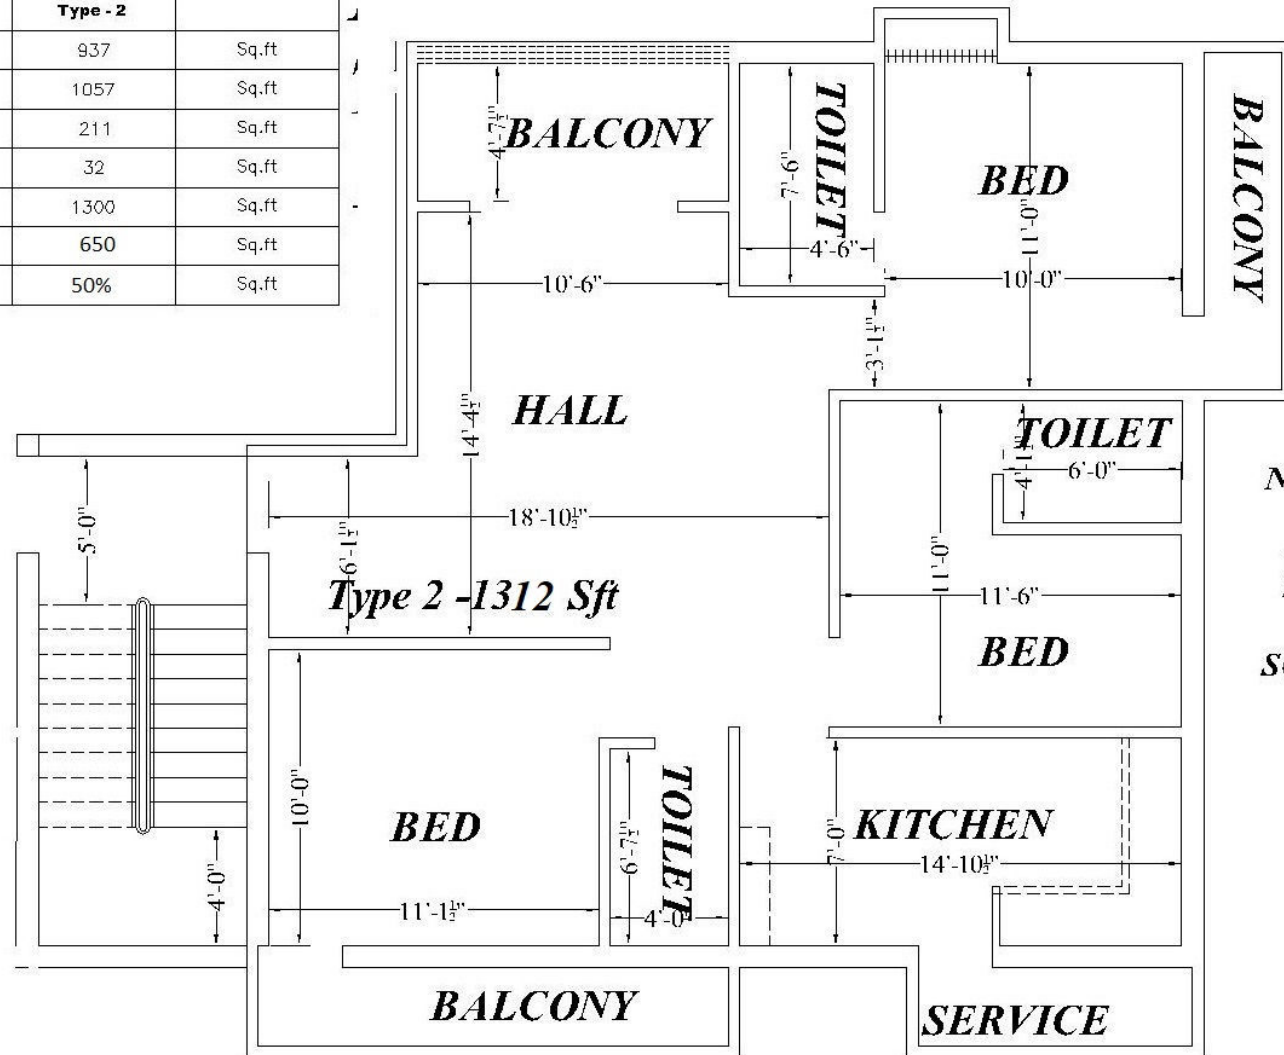 Type - 2
937 Sq.ft
1057 Sq.ft
211 Sq.ft
32 Sq.ft
1300 Sq.ft
650 Sq.ft
50% Sq.ft
4'-7½"
BALCONY
TOILET
7'-6"
4'-6"
BED
11'-0"
10'-0"
BALCONY
10'-6"
3'-1½"
HALL
14'-4½"
TOILET
4'-1½"
6'-0"
5'-0"
18'-10½"
6'-1½"
Type 2 -1312 Sft
11'-0"
11'-6"
BED
10'-0"
BED
11'-1½"
6'-7½"
TOILET
4'-0"
KITCHEN
7'-0"
14'-10½"
4'-0"
BALCONY
SERVICE